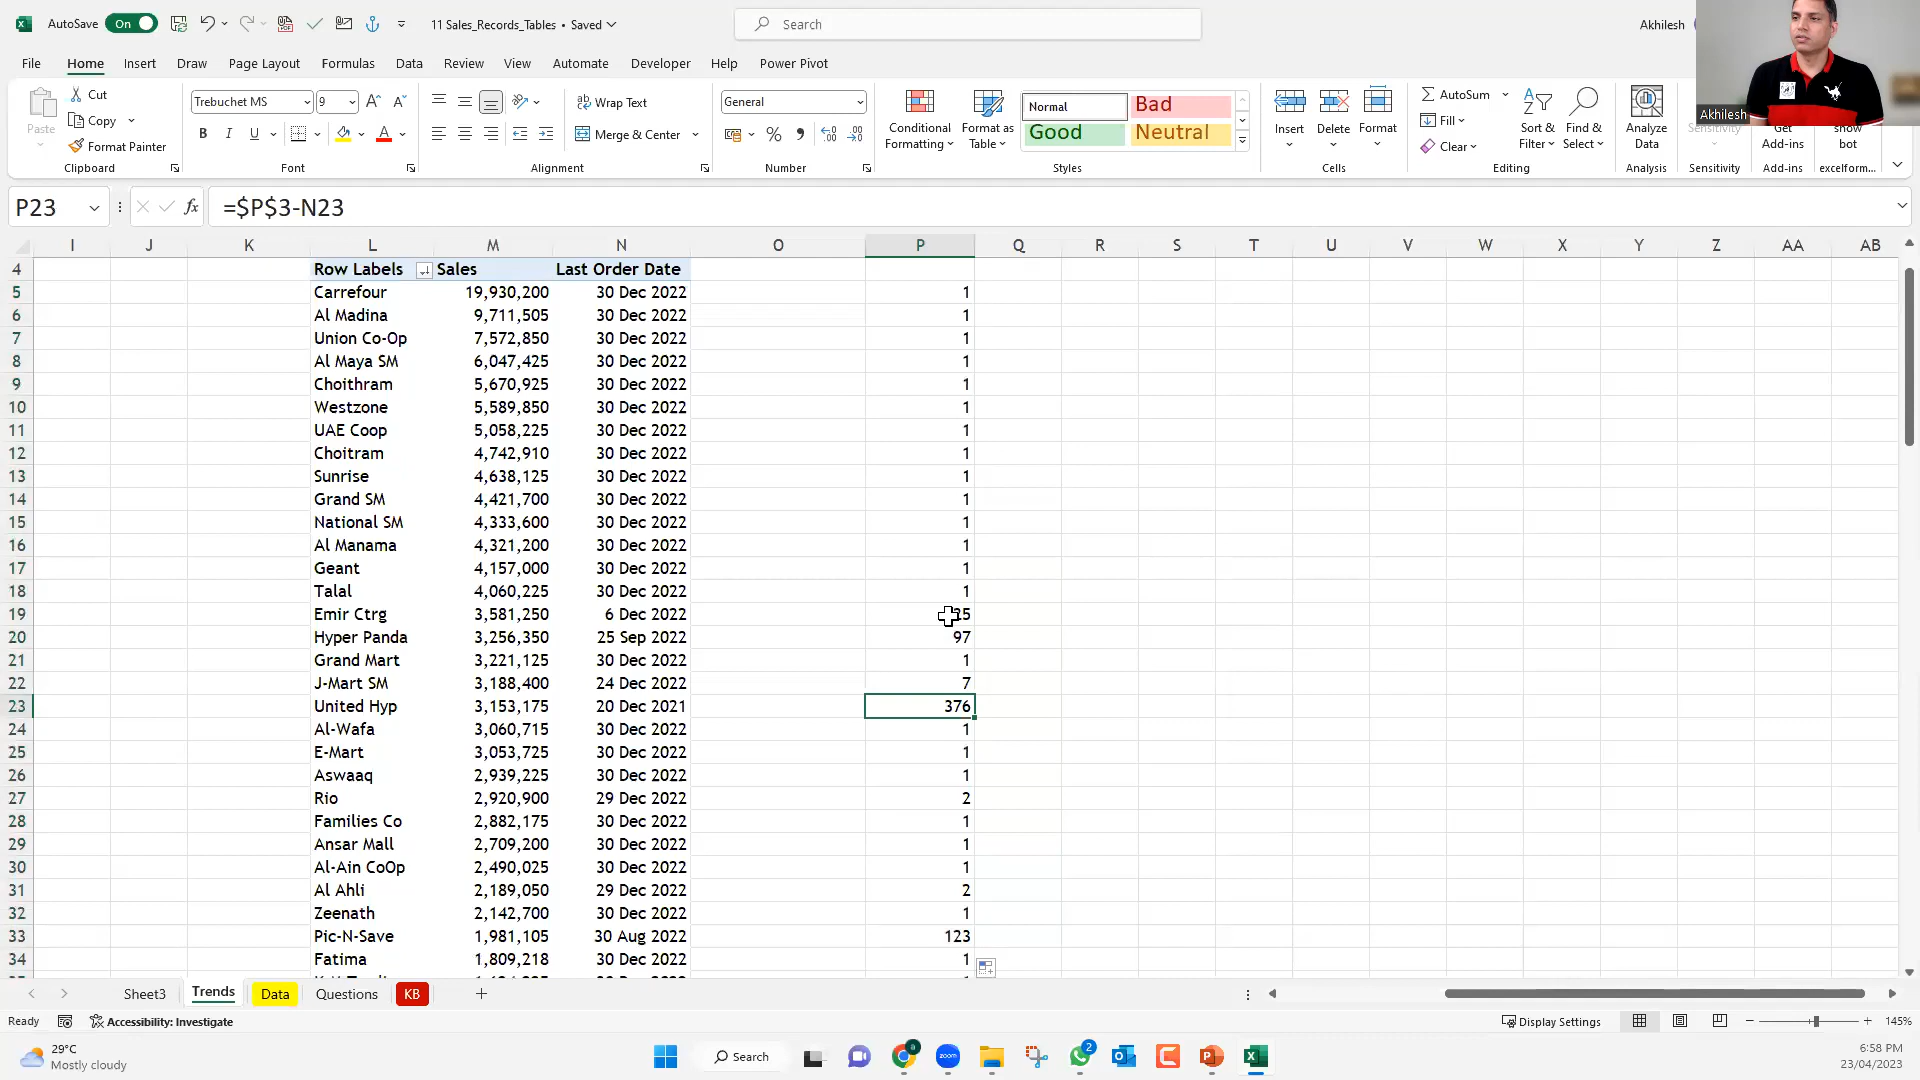 AutoSave On 11 Sales_Records_Tables • Saved Search Akhilesh
File Home Insert Draw Page Layout Formulas Data Review View Automate Developer Help Power Pivot
Paste Cut Copy Format Painter Clipboard
Trebuchet MS 9 B I U A Font
Wrap Text Merge & Center Alignment
General % Number
Conditional Formatting Format as Table Normal Bad Good Neutral Styles
Insert Delete Format Cells
AutoSum Fill Clear Sort & Filter Find & Select Editing
Analyze Data Analysis
Sensitivity Sensitivity
Get Add-ins Add-ins
show bot excelform...
Akhilesh
P23 fx =$P$3-N23
I J K L M N O P Q R S T U V W X Y Z AA AB
4 Row Labels Sales Last Order Date
5 Carrefour 19,930,200 30 Dec 2022 1
6 Al Madina 9,711,505 30 Dec 2022 1
7 Union Co-Op 7,572,850 30 Dec 2022 1
8 Al Maya SM 6,047,425 30 Dec 2022 1
9 Choithram 5,670,925 30 Dec 2022 1
10 Westzone 5,589,850 30 Dec 2022 1
11 UAE Coop 5,058,225 30 Dec 2022 1
12 Choitram 4,742,910 30 Dec 2022 1
13 Sunrise 4,638,125 30 Dec 2022 1
14 Grand SM 4,421,700 30 Dec 2022 1
15 National SM 4,333,600 30 Dec 2022 1
16 Al Manama 4,321,200 30 Dec 2022 1
17 Geant 4,157,000 30 Dec 2022 1
18 Talal 4,060,225 30 Dec 2022 1
19 Emir Ctrg 3,581,250 6 Dec 2022 25
20 Hyper Panda 3,256,350 25 Sep 2022 97
21 Grand Mart 3,221,125 30 Dec 2022 1
22 J-Mart SM 3,188,400 24 Dec 2022 7
23 United Hyp 3,153,175 20 Dec 2021 376
24 Al-Wafa 3,060,715 30 Dec 2022 1
25 E-Mart 3,053,725 30 Dec 2022 1
26 Aswaaq 2,939,225 30 Dec 2022 1
27 Rio 2,920,900 29 Dec 2022 2
28 Families Co 2,882,175 30 Dec 2022 1
29 Ansar Mall 2,709,200 30 Dec 2022 1
30 Al-Ain CoOp 2,490,025 30 Dec 2022 1
31 Al Ahli 2,189,050 29 Dec 2022 2
32 Zeenath 2,142,700 30 Dec 2022 1
33 Pic-N-Save 1,981,105 30 Aug 2022 123
34 Fatima 1,809,218 30 Dec 2022 1
Sheet3 Trends Data Questions KB
Ready Accessibility: Investigate Display Settings 145%
29°C
Mostly cloudy
Search a zoom 2
6:58 PM
23/04/2023